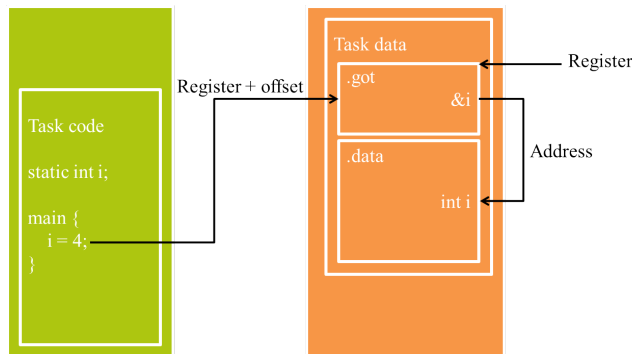 Task code
static int i;
main {
i = 4;
}
Register + offset
Task data
.got
&i
.data
int i
Register
Address